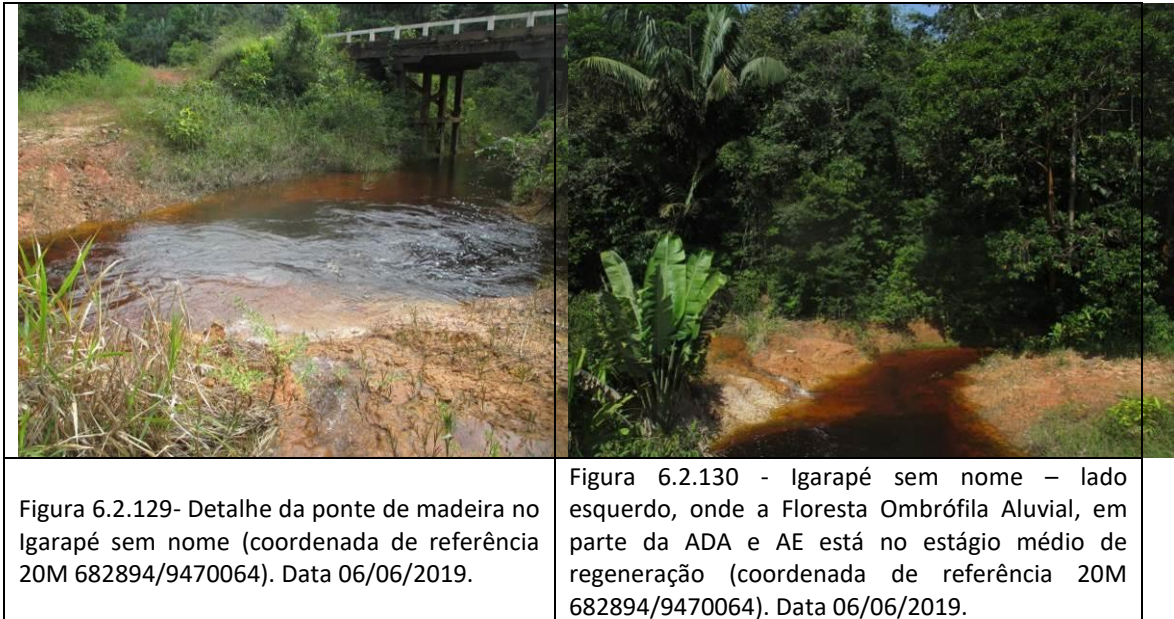 Figura 6.2.129- Detalhe da ponte de madeira no
Igarapé sem nome (coordenada de referência
20M 682894/9470064). Data 06/06/2019.
Figura 6.2.130 - Igarapé sem nome – lado
esquerdo, onde a Floresta Ombrófila Aluvial, em
parte da ADA e AE está no estágio médio de
regeneração (coordenada de referência 20M
682894/9470064). Data 06/06/2019.